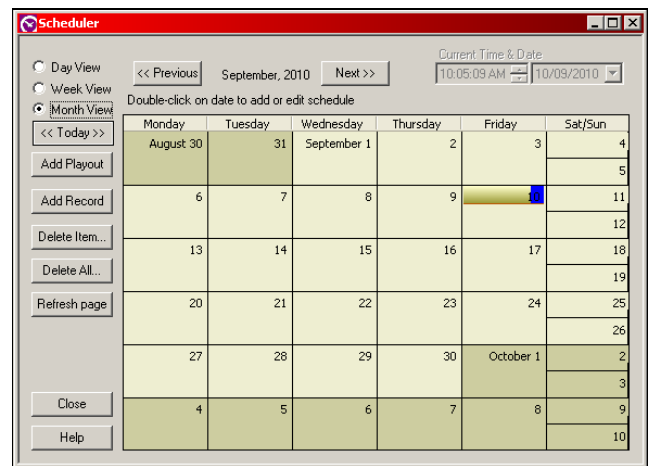 Scheduler
Day View
Week View
Month View
<< Today >>
Add Playout
Add Record
Delete Item...
Delete All...
Refresh page
Close
Help
<< Previous September, 2010 Next >>
Current Time & Date
10:05:09 AM 10/09/2010
Double-click on date to add or edit schedule
Monday Tuesday Wednesday Thursday Friday Sat/Sun
August 30 31 September 1 2 3 4
5
6 7 8 9 10 11
12
13 14 15 16 17 18
19
20 21 22 23 24 25
26
27 28 29 30 October 1 2
3
4 5 6 7 8 9
10